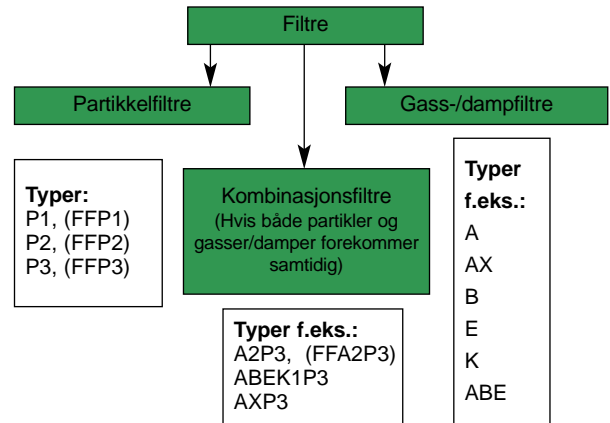 Filtre
Partikkelfiltre
Gass-/dampfiltre
Typer:
P1, (FFP1)
P2, (FFP2)
P3, (FFP3)
Kombinasjonsfiltre
(Hvis både partikler og
gasser/damper forekommer
samtidig)
Typer f.eks.:
A2P3, (FFA2P3)
ABEK1P3
AXP3
Typer
f.eks.:
A
AX
B
E
K
ABE